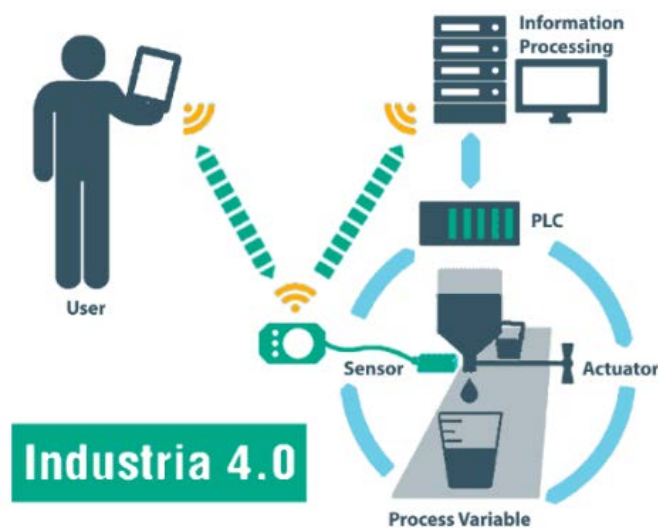 Information
Processing
PLC
User
Sensor
Actuator
Industria 4.0
Process Variable